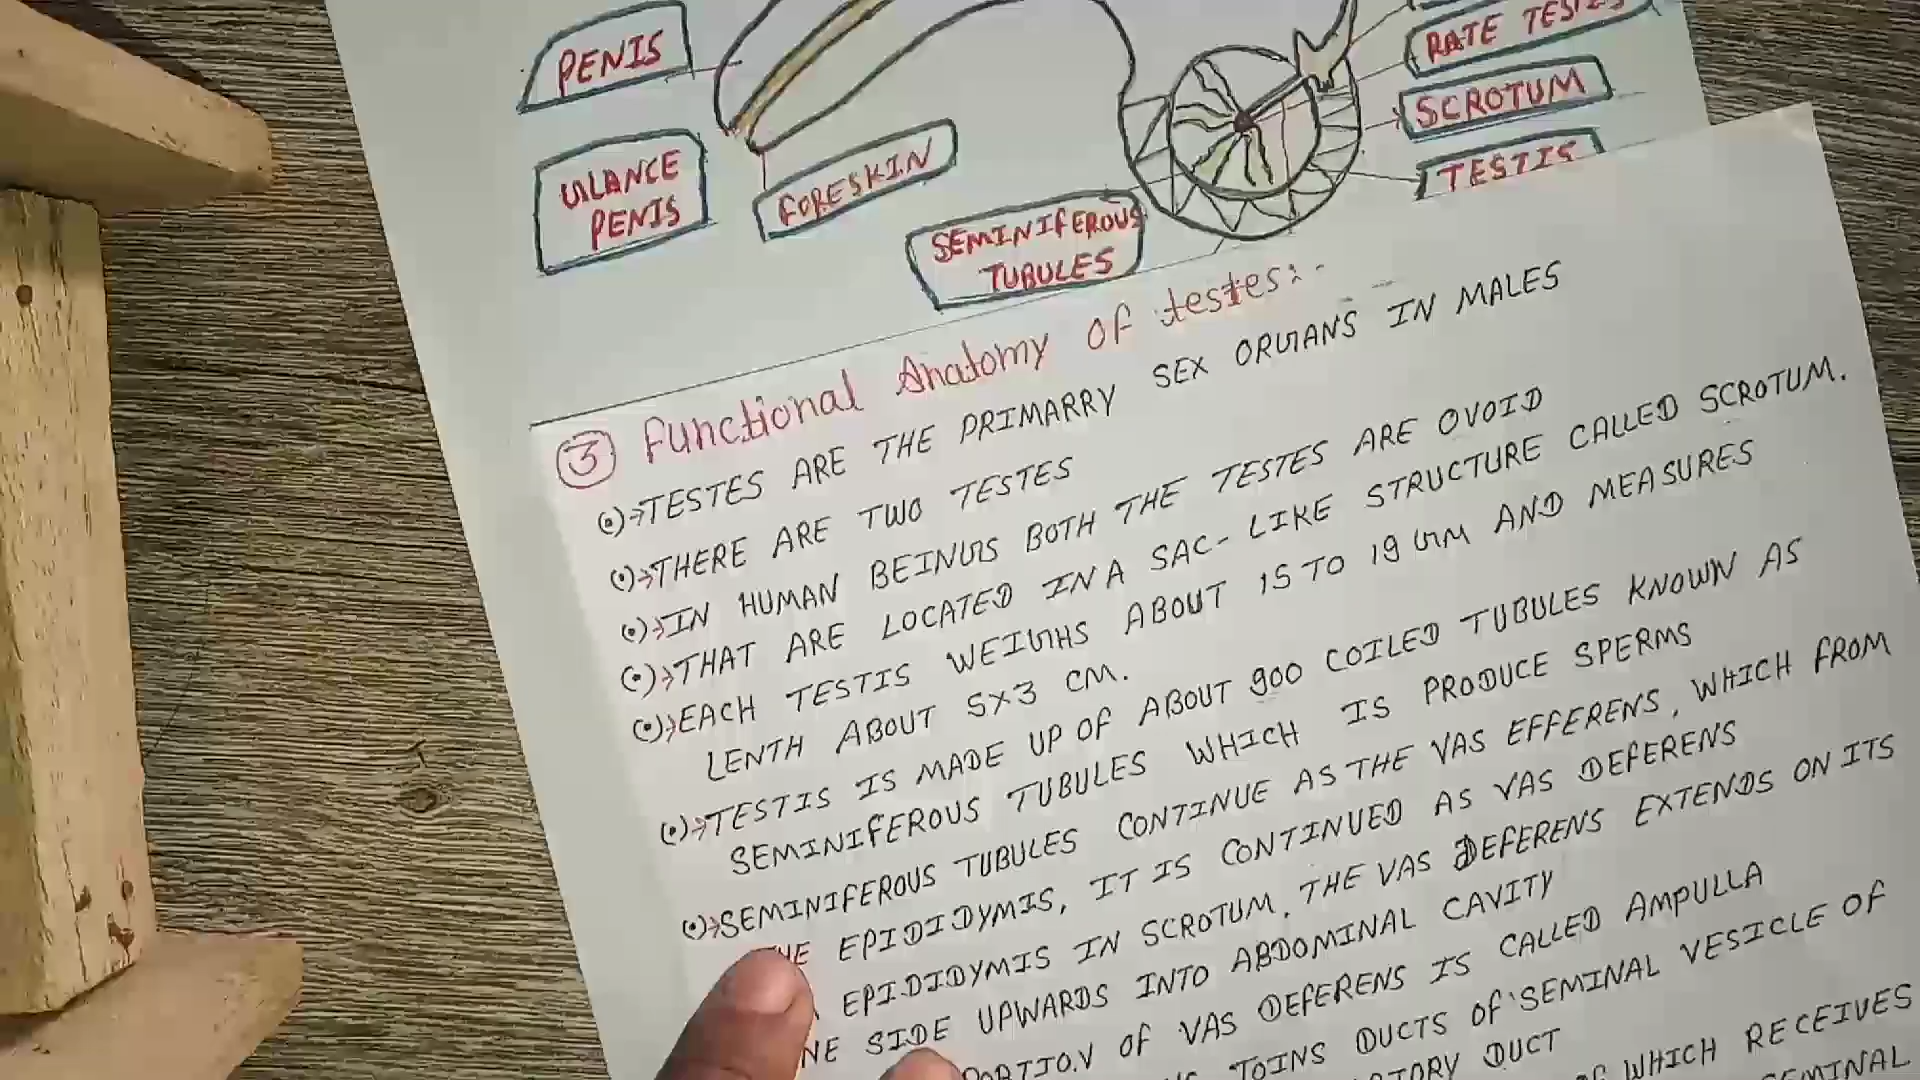 PENIS
RATE TESTIS
SCROTUM
TESTIS
GLANCE
PENIS
FORESKIN
SEMINIFEROUS
TUBULES
③ Functional Anatomy of testes:-
TESTES ARE THE PRIMARRY SEX ORGANS IN MALES
THERE ARE TWO TESTES
IN HUMAN BEINGS BOTH THE TESTES ARE OVOID
THAT ARE LOCATED IN A SAC-LIKE STRUCTURE CALLED SCROTUM.
EACH TESTIS WEIGHS ABOUT 15 TO 19 GM AND MEASURES
LENTH ABOUT 5X3 CM.
TESTIS IS MADE UP OF ABOUT 900 COILED TUBULES KNOWN AS
SEMINIFEROUS TUBULES WHICH IS PRODUCE SPERMS
SEMINIFEROUS TUBULES CONTINUE AS THE VAS EFFERENS, WHICH FROM
EPIDIDYMIS, IT IS CONTINUED AS VAS DEFERENS
EPIDIDYMIS IN SCROTUM. THE VAS DEFERENS EXTENDS ON ITS
SIDE UPWARDS INTO ABDOMINAL CAVITY
OF VAS DEFERENS IS CALLED AMPULLA
JOINS DUCTS OF SEMINAL VESICLE OF
DUCT
WHICH RECEIVES